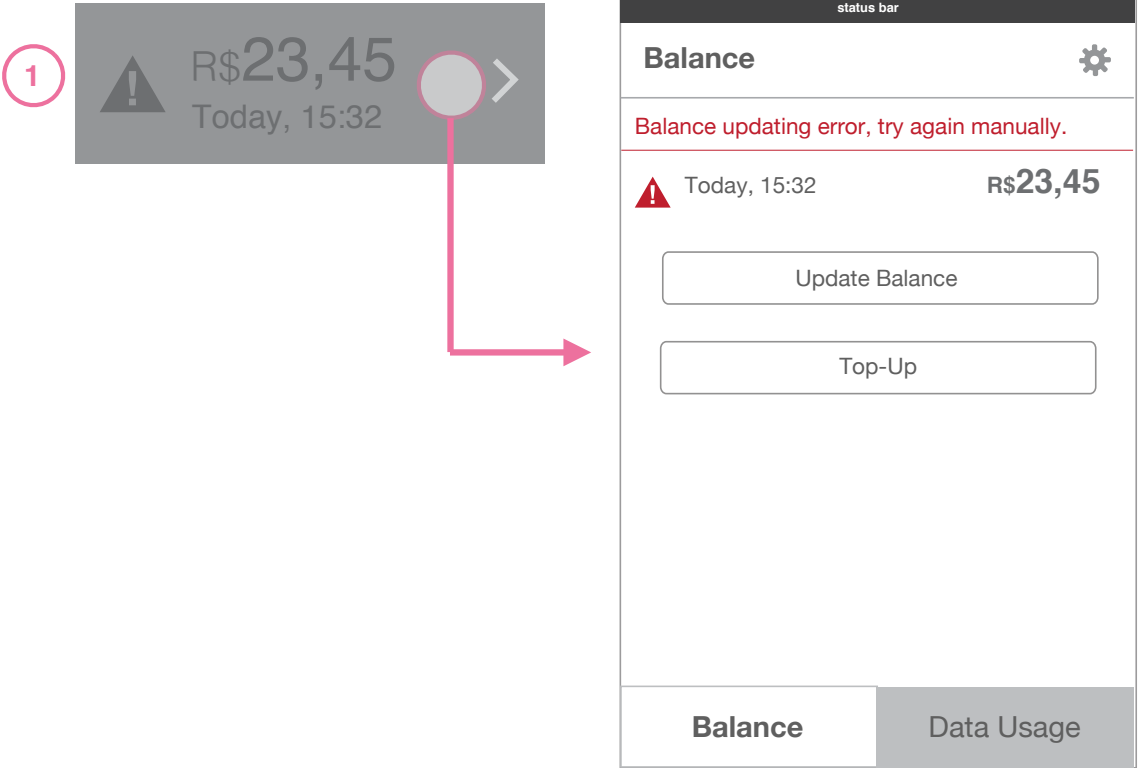 1
R$23,45
Today, 15:32
status bar
Balance
Balance updating error, try again manually.
Today, 15:32 R$23,45
Update Balance
Top-Up
Balance Data Usage